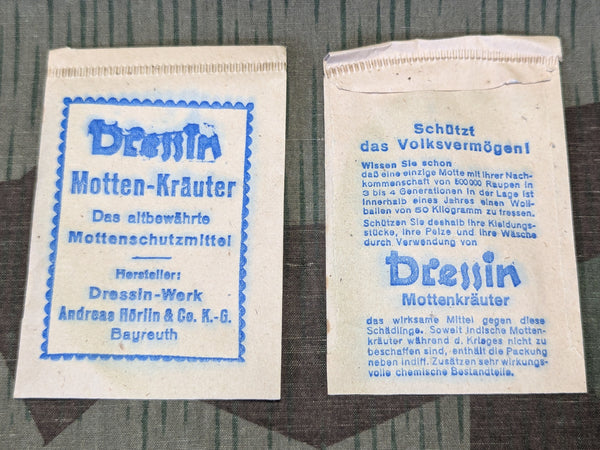 Dressin
Motten-Kräuter
Das altbewährte
Mottenschutzmittel
Hersteller:
Dressin-Werk
Andreas Hörlin & Co. K.-G.
Bayreuth
Schützt
das Volksvermögen!
Wissen Sie schon
daß eine einzige Motte mit ihrer Nach-
kommenschaft von 800000 Raupen in
3 bis 4 Generationen in der Lage ist
innerhalb eines Jahres einen Woll-
ballen von 50 Kilogramm zu fressen.
Schützen Sie deshalb Ihre Kleidungs-
stücke, Ihre Pelze und Ihre Wäsche
durch Verwendung von
Dressin
Mottenkräuter
das wirksame Mittel gegen diese
Schädlinge. Soweit indische Motten-
kräuter während d. Krieges nicht zu
beschaffen sind, enthält die Packung
neben indiff. Zusätzen sehr wirkungs-
volle chemische Bestandteile.